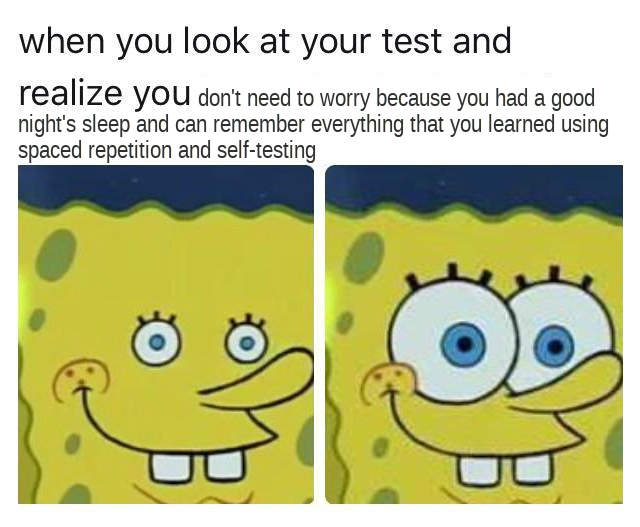 when you look at your test and
realize you don't need to worry because you had a good
night's sleep and can remember everything that you learned using
spaced repetition and self-testing